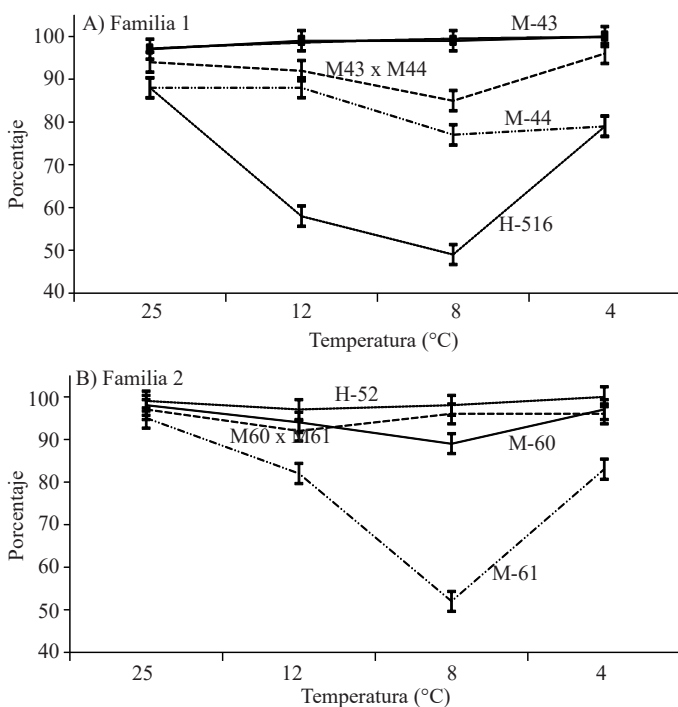 A) Familia 1
100
90
80
70
60
50
40
Porcentaje
M-43
M43 x M44
M-44
H-516
25
12
8
4
Temperatura (°C)
B) Familia 2
100
90
80
70
60
50
40
Porcentaje
H-52
M60 x M61
M-60
M-61
25
12
8
4
Temperatura (°C)